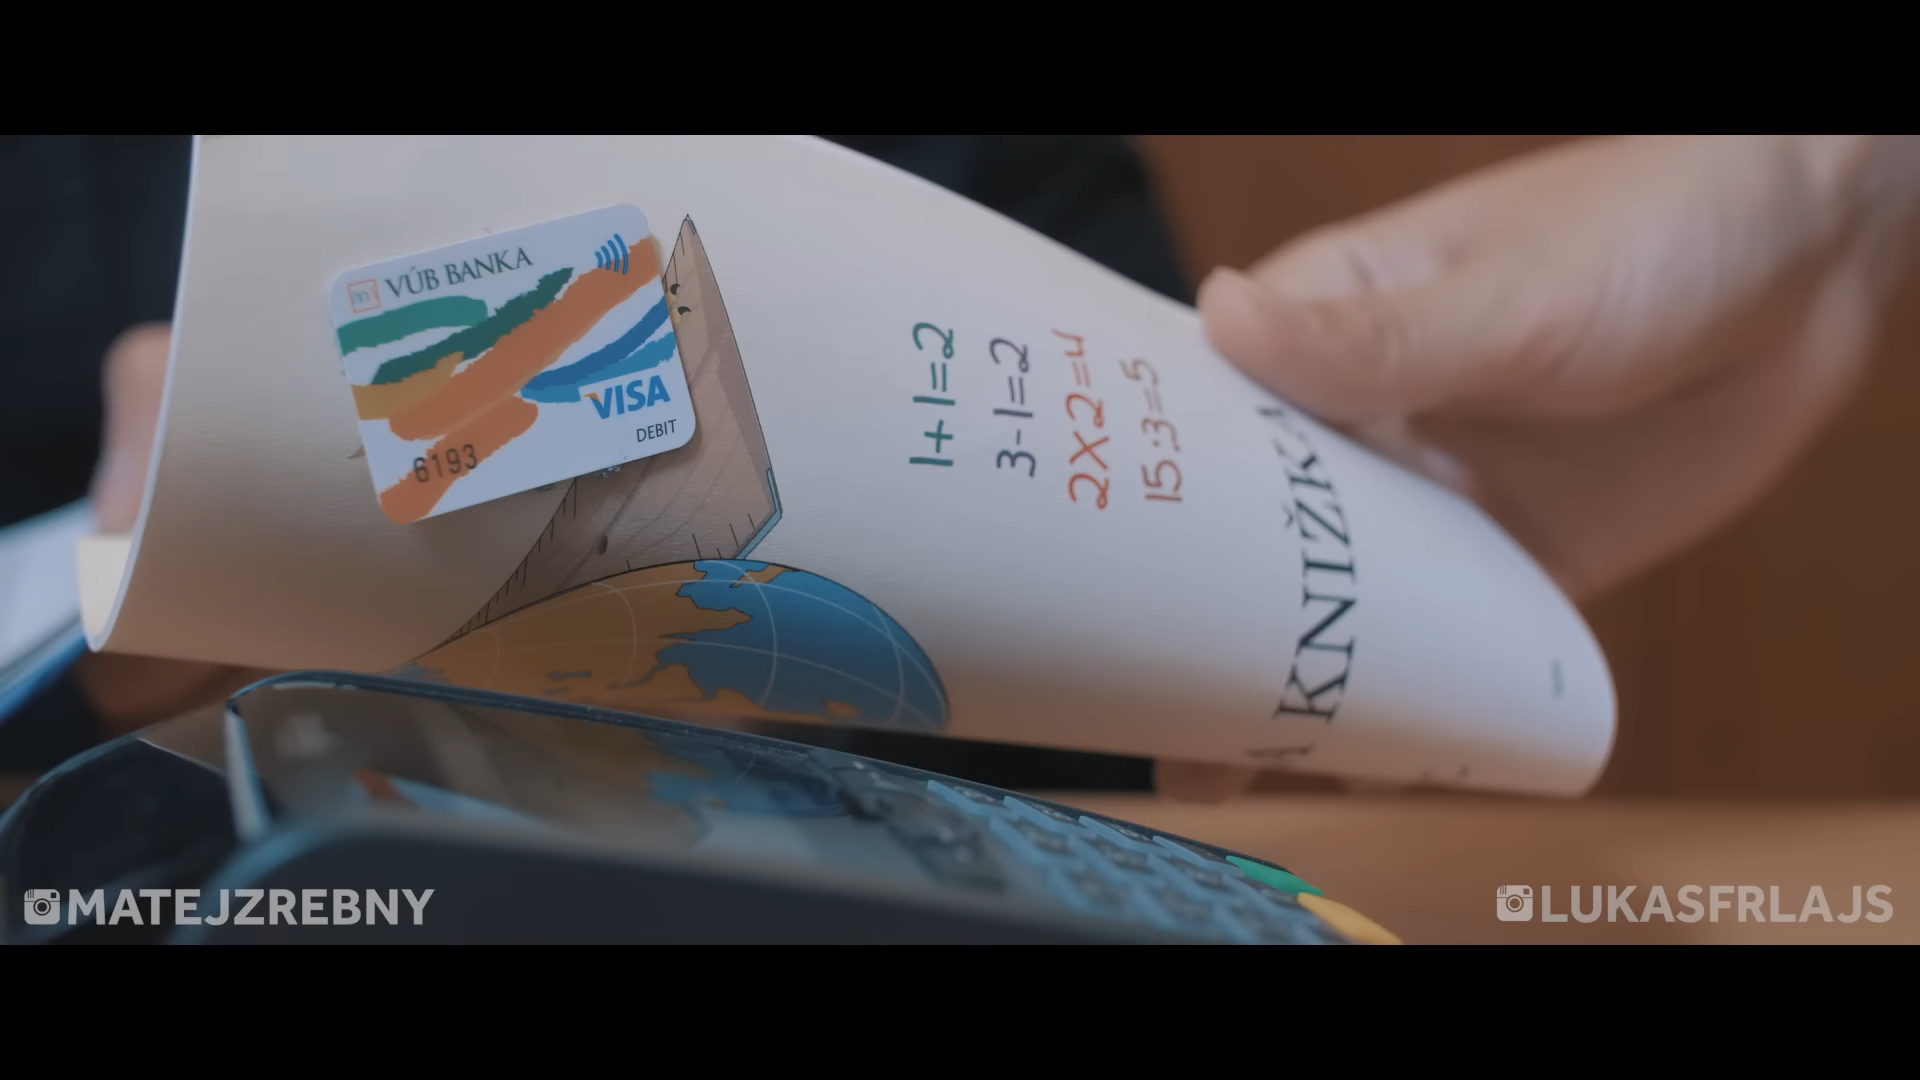 VÚB BANKA
VISA
DEBIT
6193
1+1=2
3-1=2
2X2=4
15:3=5
KNIŽKA
MATEJZREBNY
LUKASFRLAJS